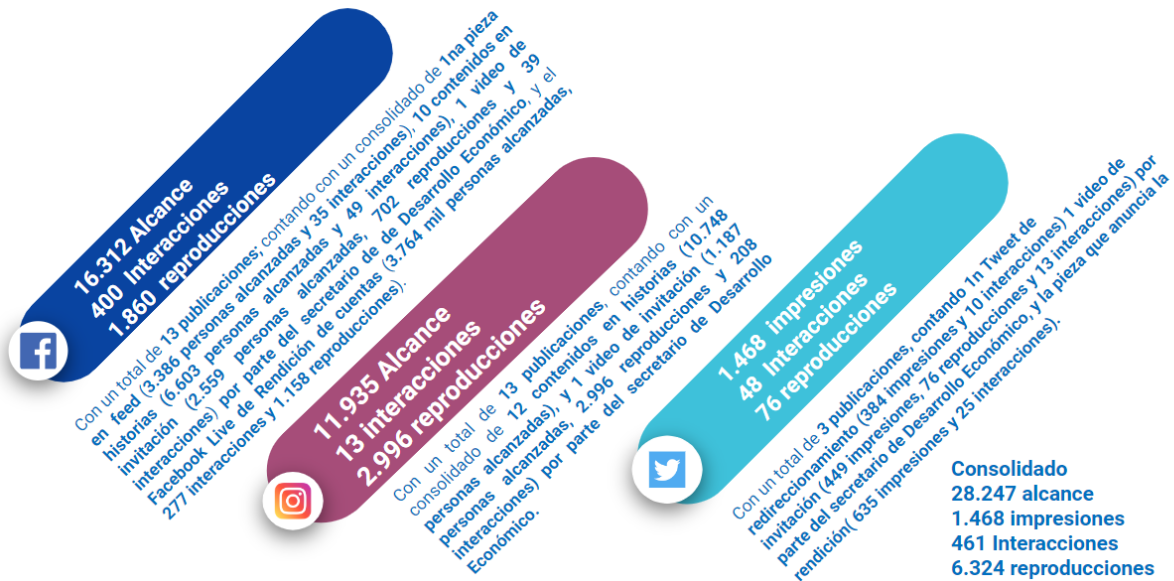 16.312 Alcance
400 Interacciones
1.860 reproducciones
Con un total de 13 publicaciones; contando con un consolidado de 1na pieza
en feed (3.386 personas alcanzadas y 35 interacciones), 10 contenidos en
historias (6.603 personas alcanzadas y 49 interacciones), 1 video de
invitación (2.559 personas alcanzadas, 702 reproducciones y 39
interacciones) por parte del secretario de de Desarrollo Económico, y el
Facebook Live de Rendición de cuentas (3.764 mil personas alcanzadas,
277 interacciones y 1.158 reproducciones).
11.935 Alcance
13 interacciones
2.996 reproducciones
Con un total de 13 publicaciones, contando con un
consolidado de 12 contenidos en historias (10.748
personas alcanzadas), y 1 video de invitación (1.187
personas alcanzadas, 2.996 reproducciones y 208
interacciones) por parte del secretario de Desarrollo
Económico.
1.468 impresiones
48 Interacciones
76 reproducciones
Con un total de 3 publicaciones, contando 1n Tweet de
redireccionamiento (384 impresiones y 10 interacciones) 1 video de
invitación (449 impresiones, 76 reproducciones y 13 interacciones) por
parte del secretario de Desarrollo Económico, y la pieza que anuncia la
rendición( 635 impresiones y 25 interacciones).
Consolidado
28.247 alcance
1.468 impresiones
461 Interacciones
6.324 reproducciones